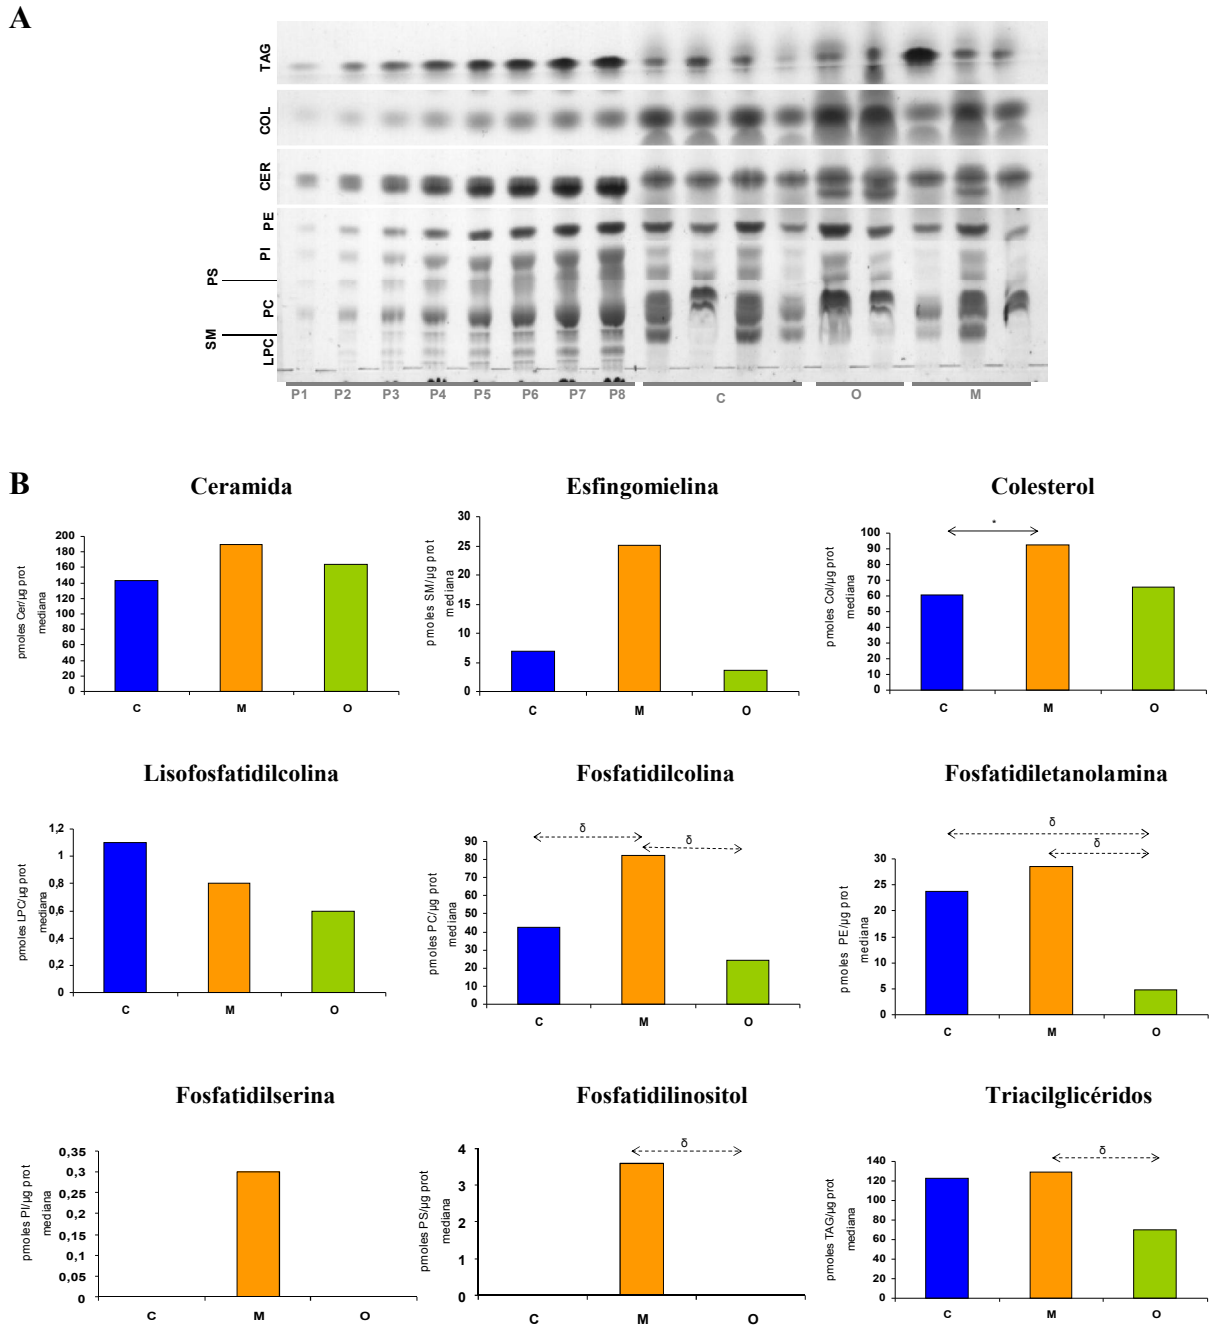 A
TAG
COL
CER
PE
PI
PS
PC
SM
LPC
P1 P2 P3 P4 P5 P6 P7 P8 C O M
B
Ceramida
pmoles Cer/µg prot
mediana
200
180
160
140
120
100
80
60
40
20
0
C M O
Esfingomielina
pmoles SM/µg prot
mediana
30
25
20
15
10
5
0
C M O
Colesterol
pmoles Col/µg prot
mediana
100
90
80
70
60
50
40
30
20
10
0
*
C M O
Lisofosfatidilcolina
pmoles LPC/µg prot
mediana
1,2
1
0,8
0,6
0,4
0,2
0
C M O
Fosfatidilcolina
pmoles PC/µg prot
mediana
90
80
70
60
50
40
30
20
10
0
δ
δ
C M O
Fosfatidiletanolamina
pmoles PE/µg prot
mediana
30
25
20
15
10
5
0
δ
δ
C M O
Fosfatidilserina
pmoles PI/µg prot
mediana
0,35
0,3
0,25
0,2
0,15
0,1
0,05
0
C M O
Fosfatidilinositol
pmoles PS/µg prot
mediana
4
3
2
1
0
δ
C M O
Triacilglicéridos
pmoles TAG/µg prot
mediana
140
120
100
80
60
40
20
0
δ
C M O